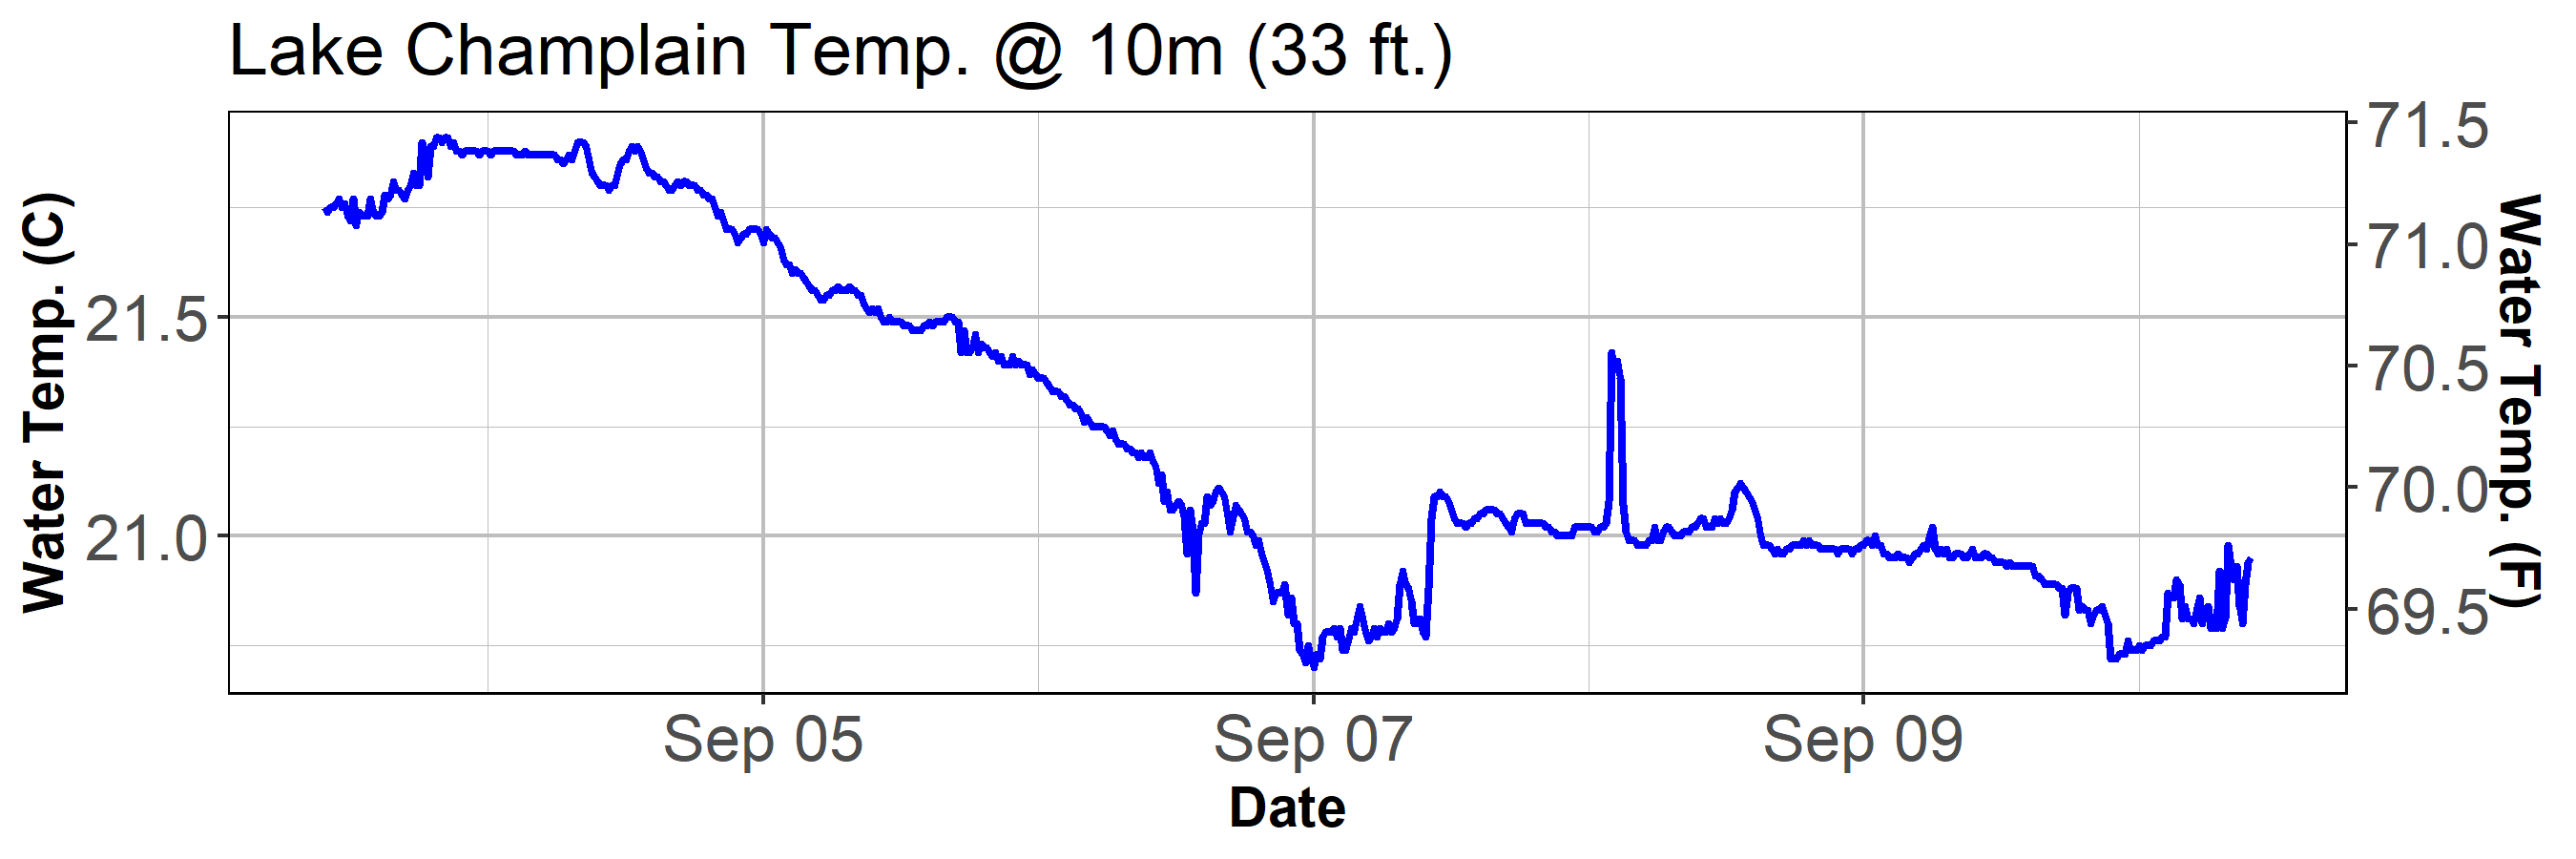 Lake Champlain Temp. @ 10m (33 ft.)
Water Temp. (C)
21.5
21.0
71.5
71.0
70.5
70.0
69.5
Water Temp. (F)
Sep 05
Sep 07
Sep 09
Date